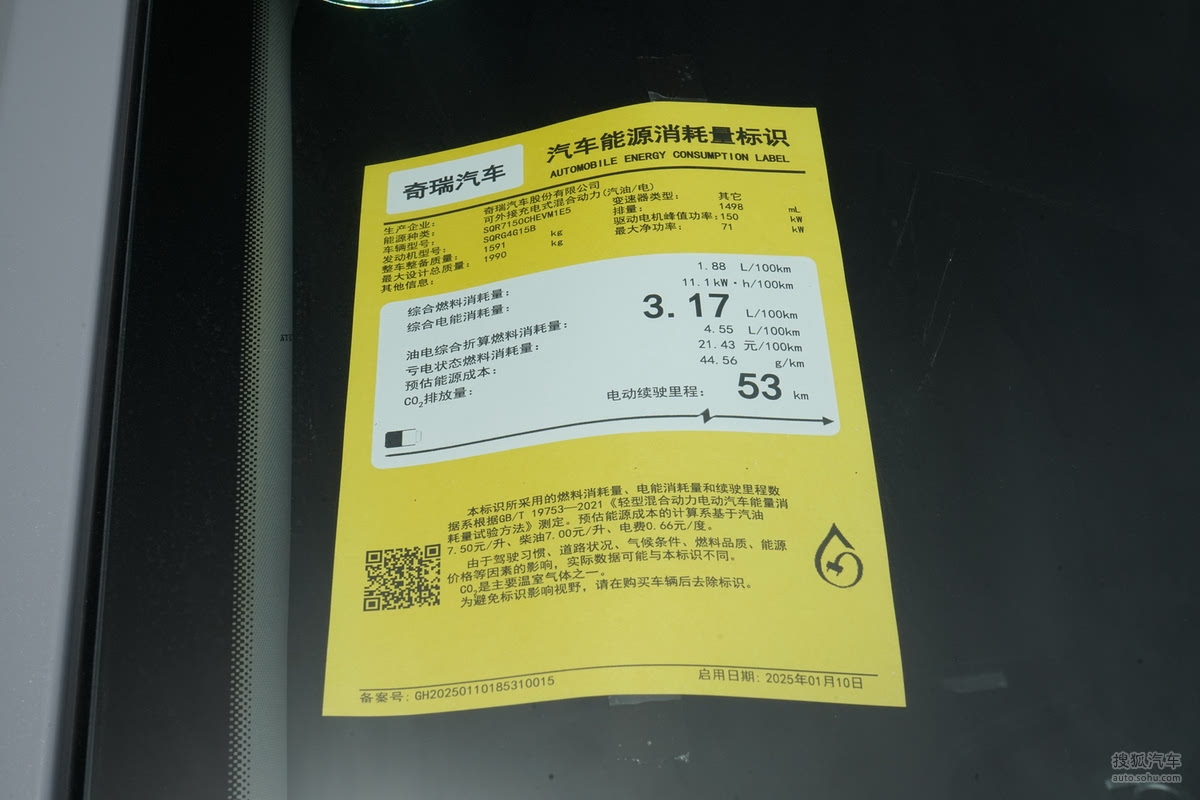 奇瑞汽车
汽车能源消耗量标识
AUTOMOBILE ENERGY CONSUMPTION LABEL
生产企业: 奇瑞汽车股份有限公司
能源种类: 可外接充电式混合动力(汽油/电)
车辆型号: SQR7150CHEVM1E5 变速器类型: 其它
发动机型号: SQRG4G15B 排量: 1498 mL
整车整备质量: 1591 kg 驱动电机峰值功率: 150 kW
最大设计总质量: 1990 kg 最大净功率: 71 kW
其他信息:
综合燃料消耗量: 1.88 L/100km
综合电能消耗量: 11.1 kW·h/100km
油电综合折算燃料消耗量: 3.17 L/100km
亏电状态燃料消耗量: 4.55 L/100km
预估能源成本: 21.43 元/100km
CO2排放量: 44.56 g/km
电动续驶里程: 53 km
本标识所采用的燃料消耗量、电能消耗量和续驶里程数
据系根据GB/T 19753—2021《轻型混合动力电动汽车能量消
耗量试验方法》测定。预估能源成本的计算系基于汽油
7.50元/升、柴油7.00元/升、电费0.66元/度。
由于驾驶习惯、道路状况、气候条件、燃料品质、能源
价格等因素的影响,实际数据可能与本标识不同。
CO2是主要温室气体之一。
为避免标识影响视野,请在购买车辆后去除标识。
备案号: GH20250110185310015
启用日期: 2025年01月10日
搜狐汽车
auto.sohu.com